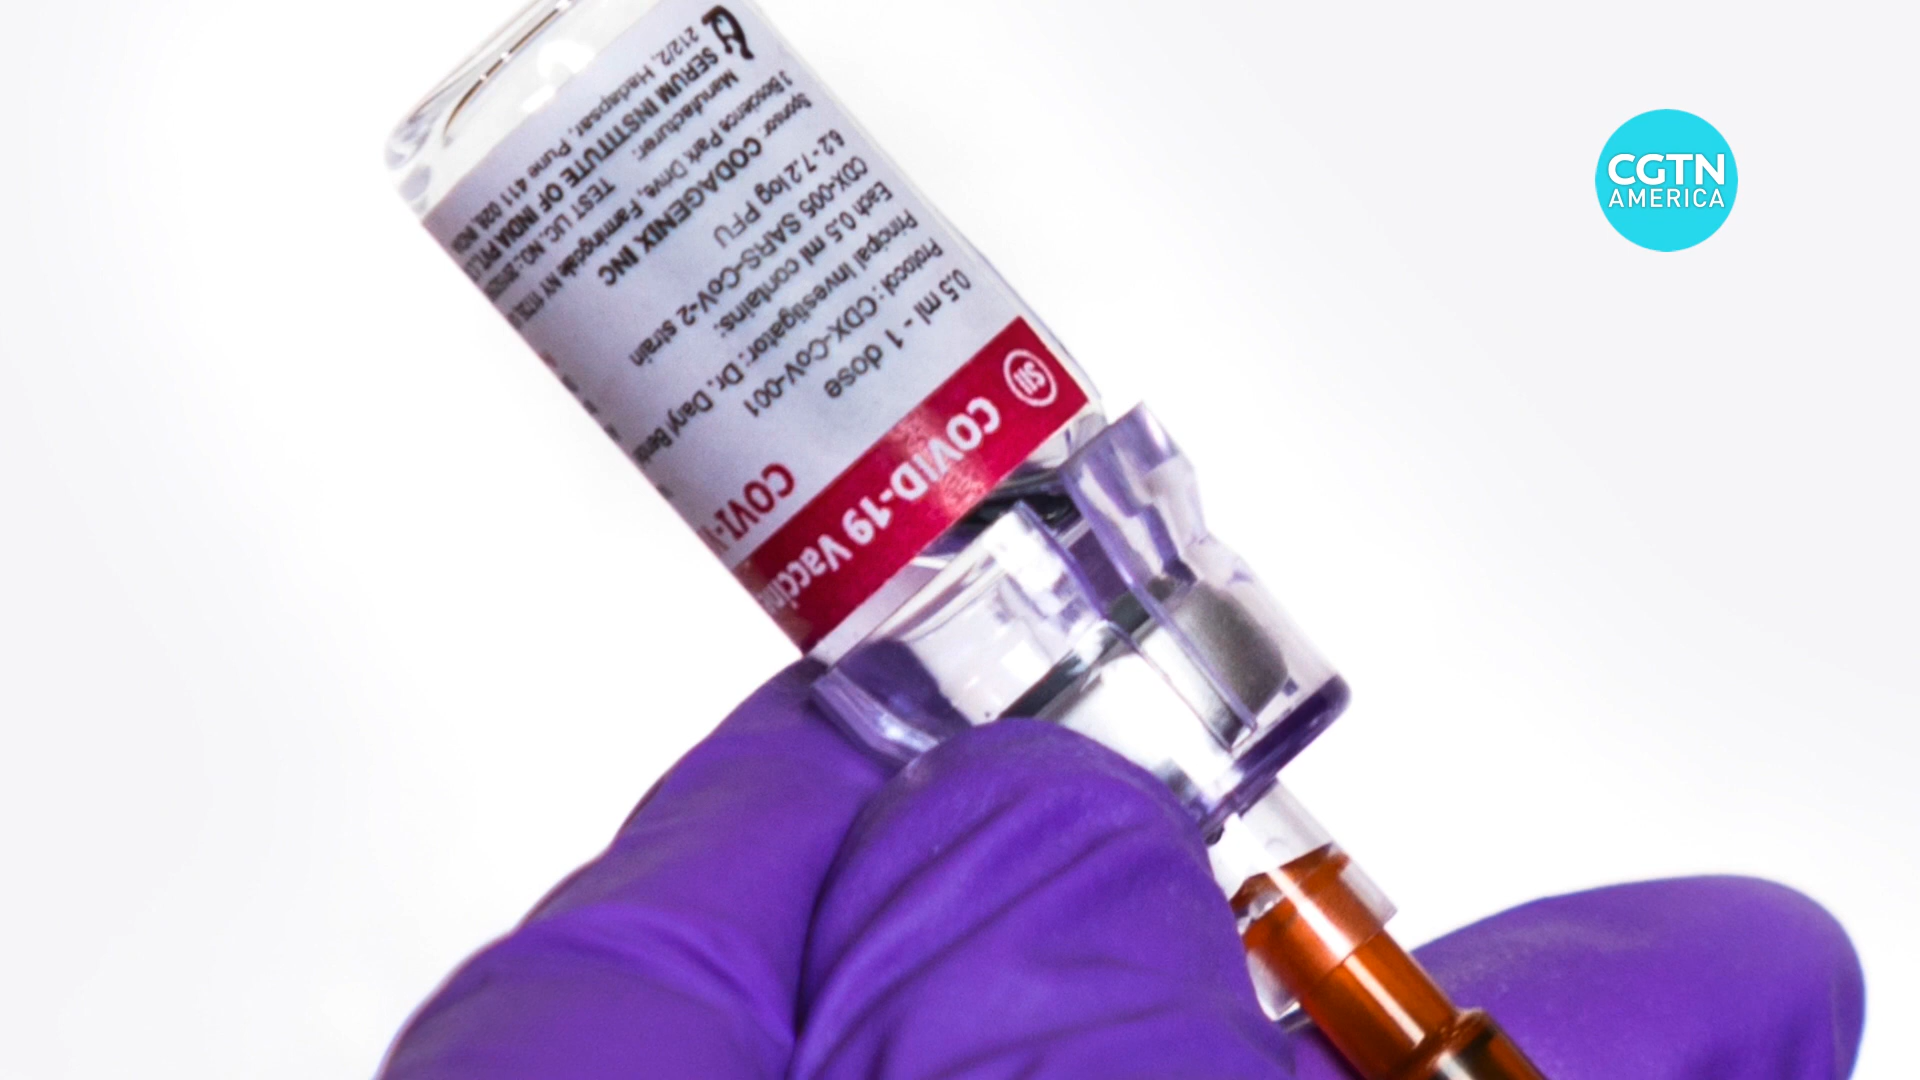 CGTN
AMERICA
COVID-19
SII
COVI-
0.5 ml - 1 dose
Protocol : CDX-CoV-001
Principal Investigator: Dr. Daryl
Each 0.5 ml contains:
CDX-005 SARS-CoV-2 strain
6.2 - 7.2 log PFU
Sponsor: CODAGENIX INC
Bioscience Park Drive, Farmingdale NY
Manufacturer: TEST LIC. NO.:
SERUM INSTITUTE OF INDIA PVT.
212/2, Hadapsar, Pune 411 028,